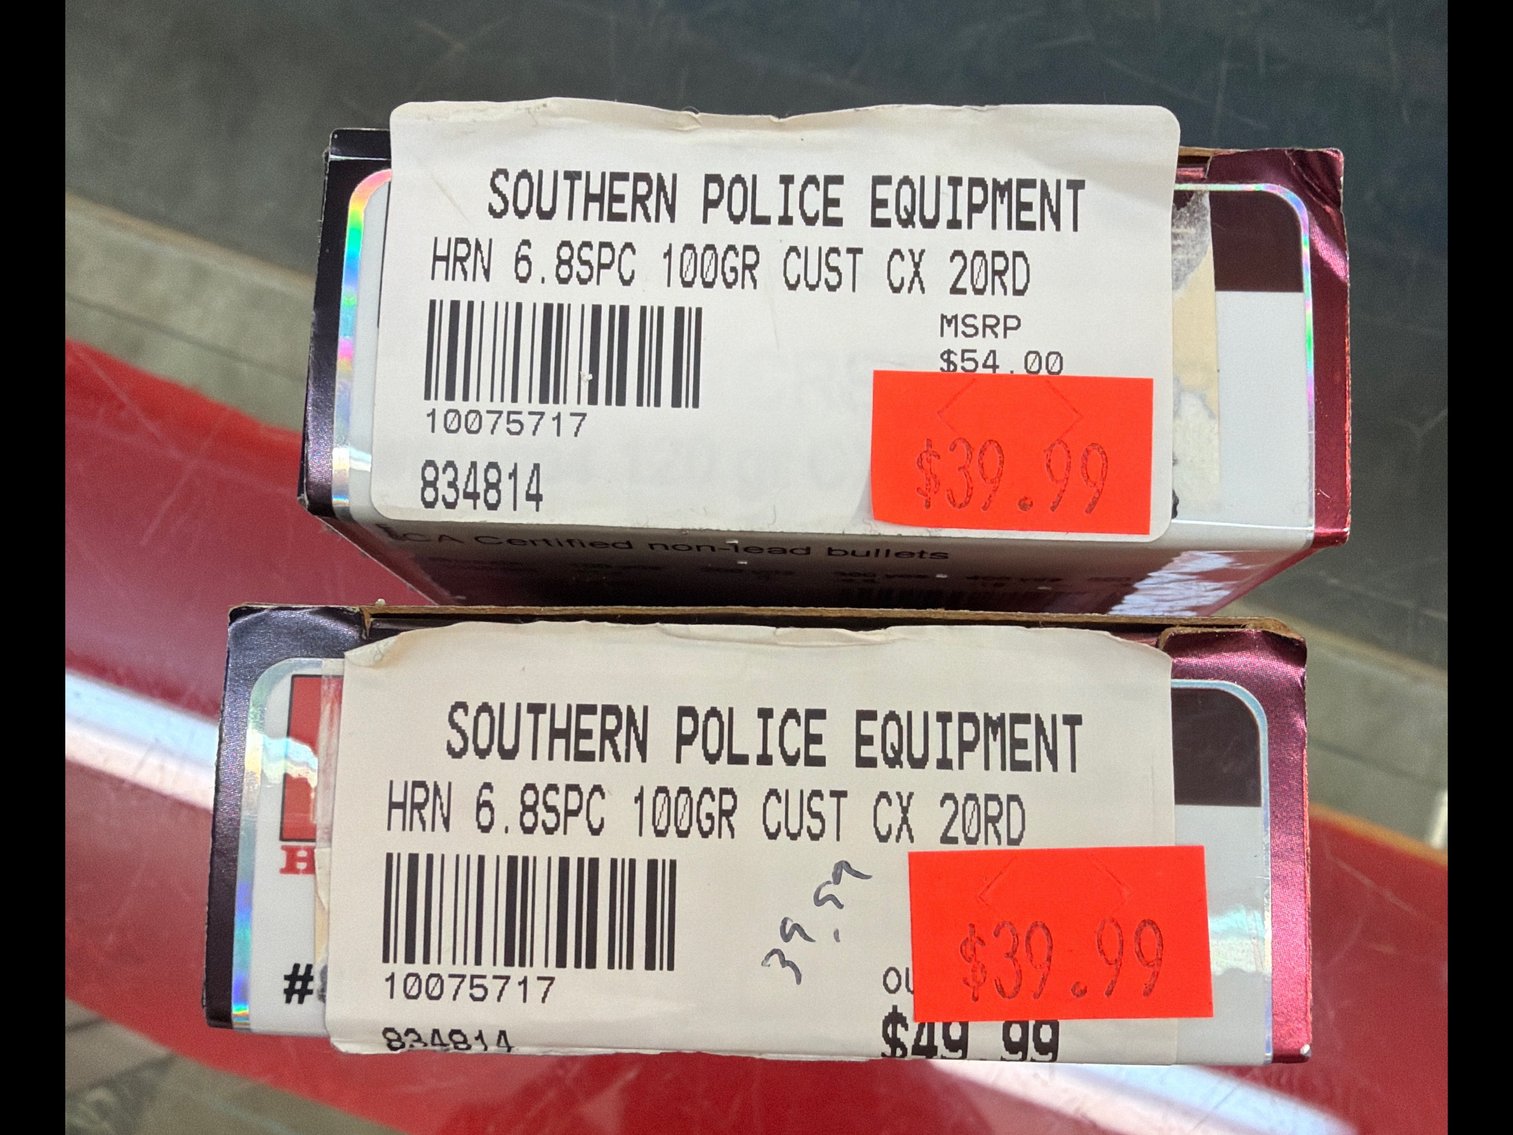 SOUTHERN POLICE EQUIPMENT
HRN 6.8SPC 100GR CUST CX 20RD
MSRP
$54.00
10075717
$39.99
834814
Certified non-lead bullets
SOUTHERN POLICE EQUIPMENT
HRN 6.8SPC 100GR CUST CX 20RD
39.99
10075717
$39.99
834814
$49.99
H
#